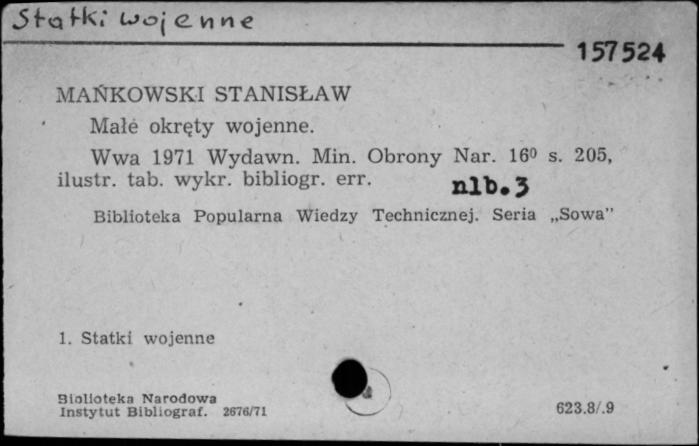 Statki wojenne
157524
MAŃKOWSKI STANISŁAW
Małe okręty wojenne.
Wwa 1971 Wydawn. Min. Obrony Nar. 16⁰ s. 205,
ilustr. tab. wykr. bibliogr. err. nlb.3
Biblioteka Popularna Wiedzy Technicznej. Seria „Sowa”
1. Statki wojenne
Biblioteka Narodowa
Instytut Bibliograf. 2676/71
623.8/.9